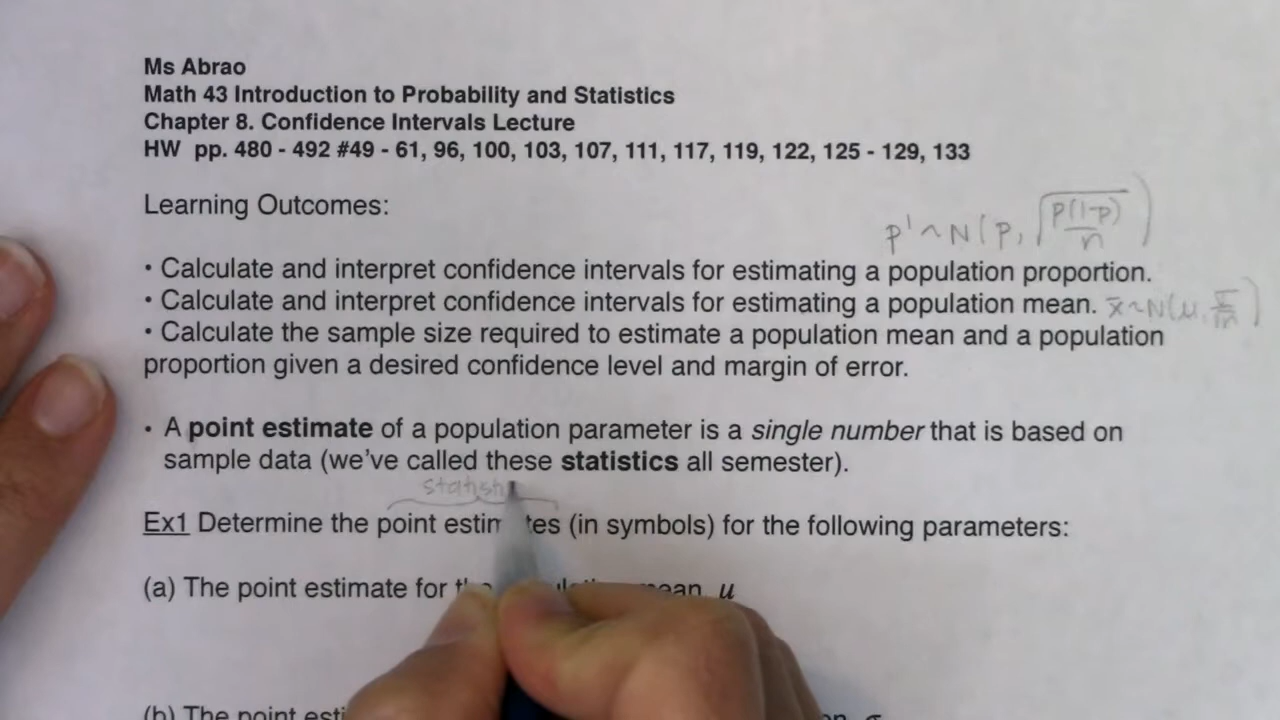 Ms Abrao
Math 43 Introduction to Probability and Statistics
Chapter 8. Confidence Intervals Lecture
HW pp. 480 - 492 #49 - 61, 96, 100, 103, 107, 111, 117, 119, 122, 125 - 129, 133
Learning Outcomes:
p' ~ N(p, √(p(1-p)/n))
• Calculate and interpret confidence intervals for estimating a population proportion.
• Calculate and interpret confidence intervals for estimating a population mean. x̄ ~ N(μ, σ/√n)
• Calculate the sample size required to estimate a population mean and a population
proportion given a desired confidence level and margin of error.
• A point estimate of a population parameter is a single number that is based on
sample data (we've called these statistics all semester).
Ex1 Determine the point (in symbols) for the following parameters:
(a) The point estimate for μ
(b) The point σ